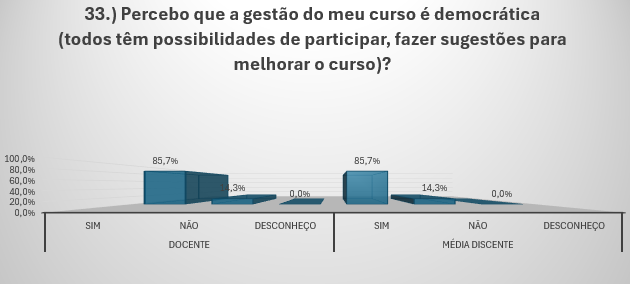 33.) Percebo que a gestão do meu curso é democrática
(todos têm possibilidades de participar, fazer sugestões para
melhorar o curso)?
85,7%
85,7%
100,0%
80,0%
60,0%
40,0%
20,0%
0,0%
14,3%
0,0%
14,3%
0,0%
SIM NÃO DESCONHEÇO SIM NÃO DESCONHEÇO
DOCENTE MÉDIA DISCENTE